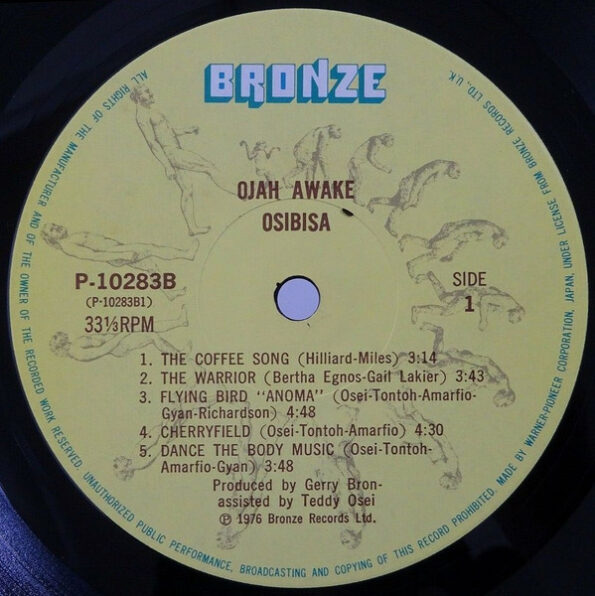 BRONZE
OJAH AWAKE
OSIBISA
P-10283B
(P-10283B1)
33⅓RPM
SIDE
1
1. THE COFFEE SONG (Hilliard-Miles) 3:14
2. THE WARRIOR (Bertha Egnos-Gail Lakier) 3:43
3. FLYING BIRD "ANOMA" (Osei-Tontoh-Amarfio-
Gyan-Richardson) 4:48
4. CHERRYFIELD (Osei-Tontoh-Amarfio) 4:30
5. DANCE THE BODY MUSIC (Osei-Tontoh-
Amarfio-Gyan) 3:48
Produced by Gerry Bron-
assisted by Teddy Osei
℗ 1976 Bronze Records Ltd.
ALL RIGHTS OF THE MANUFACTURER AND OF THE OWNER OF THE RECORDED WORK RESERVED. UNAUTHORIZED PUBLIC PERFORMANCE, BROADCASTING AND COPYING OF THIS RECORD PROHIBITED. MADE BY WARNER-PIONEER CORPORATION, JAPAN, UNDER LICENSE FROM BRONZE RECORDS LTD, U.K.